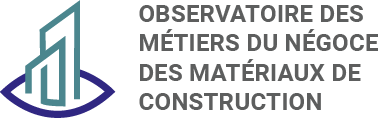 OBSERVATOIRE DES
MÉTIERS DU NÉGOCE
DES MATÉRIAUX DE
CONSTRUCTION